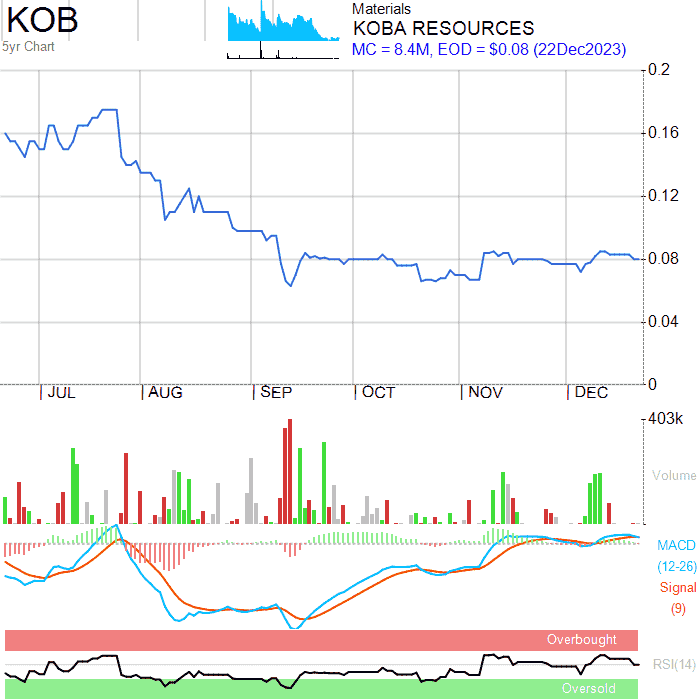 KOB
5yr Chart
Materials
KOBA RESOURCES
MC = 8.4M, EOD = $0.08 (22Dec2023)
0.2
0.16
0.12
0.08
0.04
0
JUL AUG SEP OCT NOV DEC
403k
Volume
MACD
(12-26)
Signal
(9)
Overbought
RSI(14)
Oversold